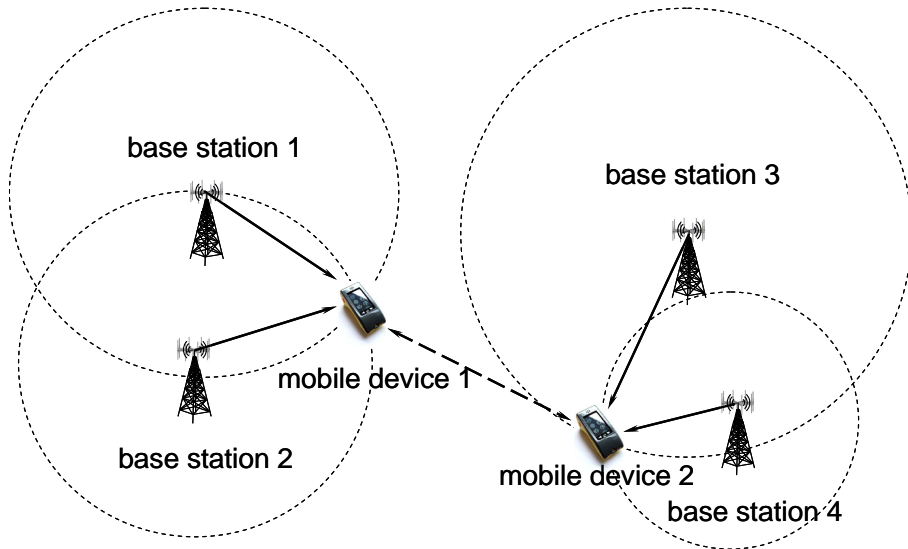 base station 1
base station 3
mobile device 1
base station 2
mobile device 2
base station 4